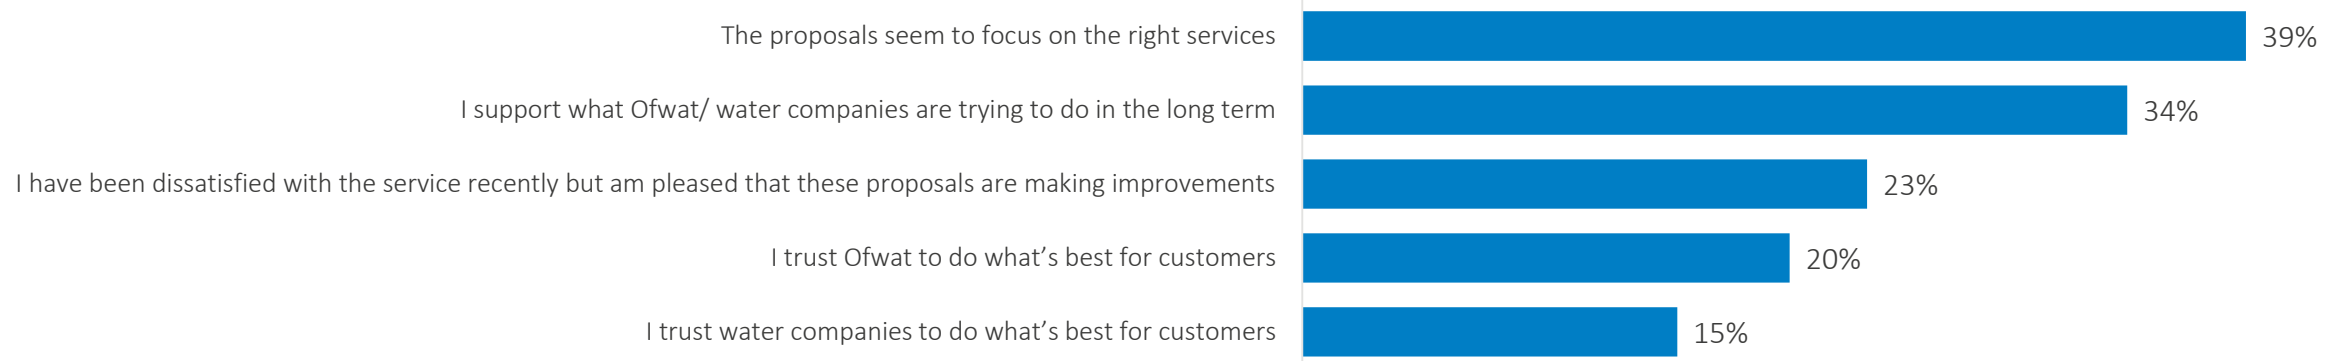 The proposals seem to focus on the right services 39%
I support what Ofwat/ water companies are trying to do in the long term 34%
I have been dissatisfied with the service recently but am pleased that these proposals are making improvements 23%
I trust Ofwat to do what’s best for customers 20%
I trust water companies to do what’s best for customers 15%